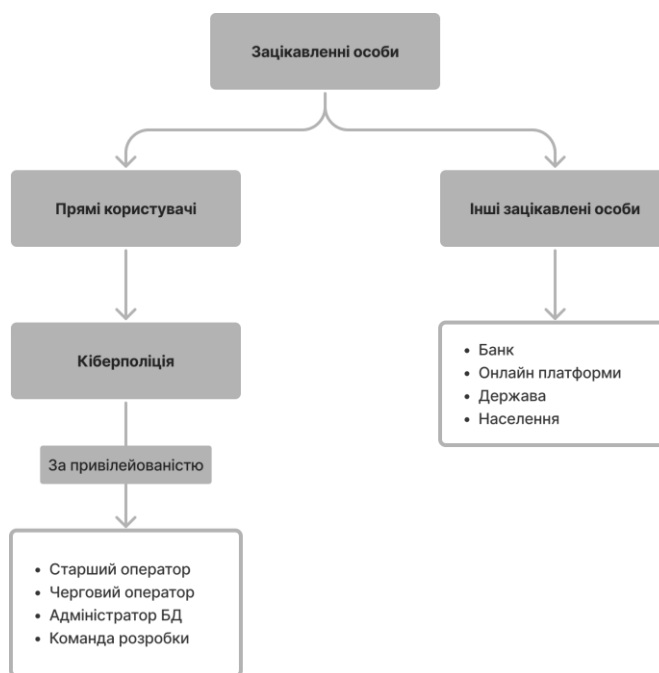 Зацікавленні особи
Прямі користувачі
Інші зацікавлені особи
Кіберполіція
• Банк
• Онлайн платформи
• Держава
• Населення
За привілейованістю
• Старший оператор
• Черговий оператор
• Адміністратор БД
• Команда розробки